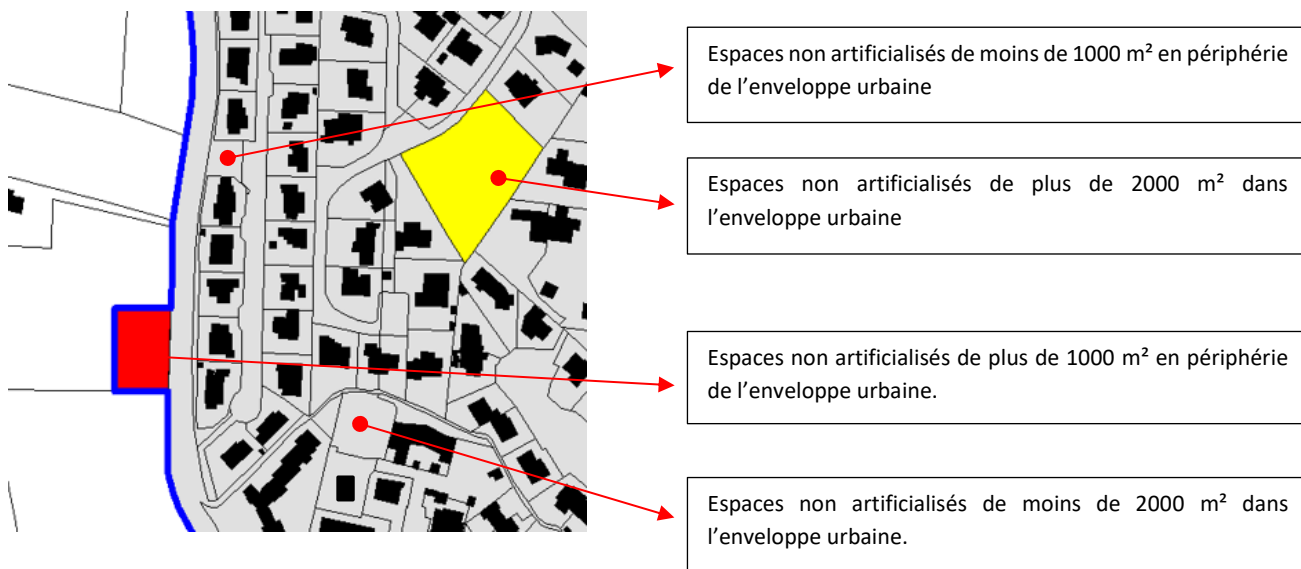 Espaces non artificialisés de moins de 1000 m² en périphérie
de l’enveloppe urbaine
Espaces non artificialisés de plus de 2000 m² dans
l’enveloppe urbaine
Espaces non artificialisés de plus de 1000 m² en périphérie
de l’enveloppe urbaine.
Espaces non artificialisés de moins de 2000 m² dans
l’enveloppe urbaine.